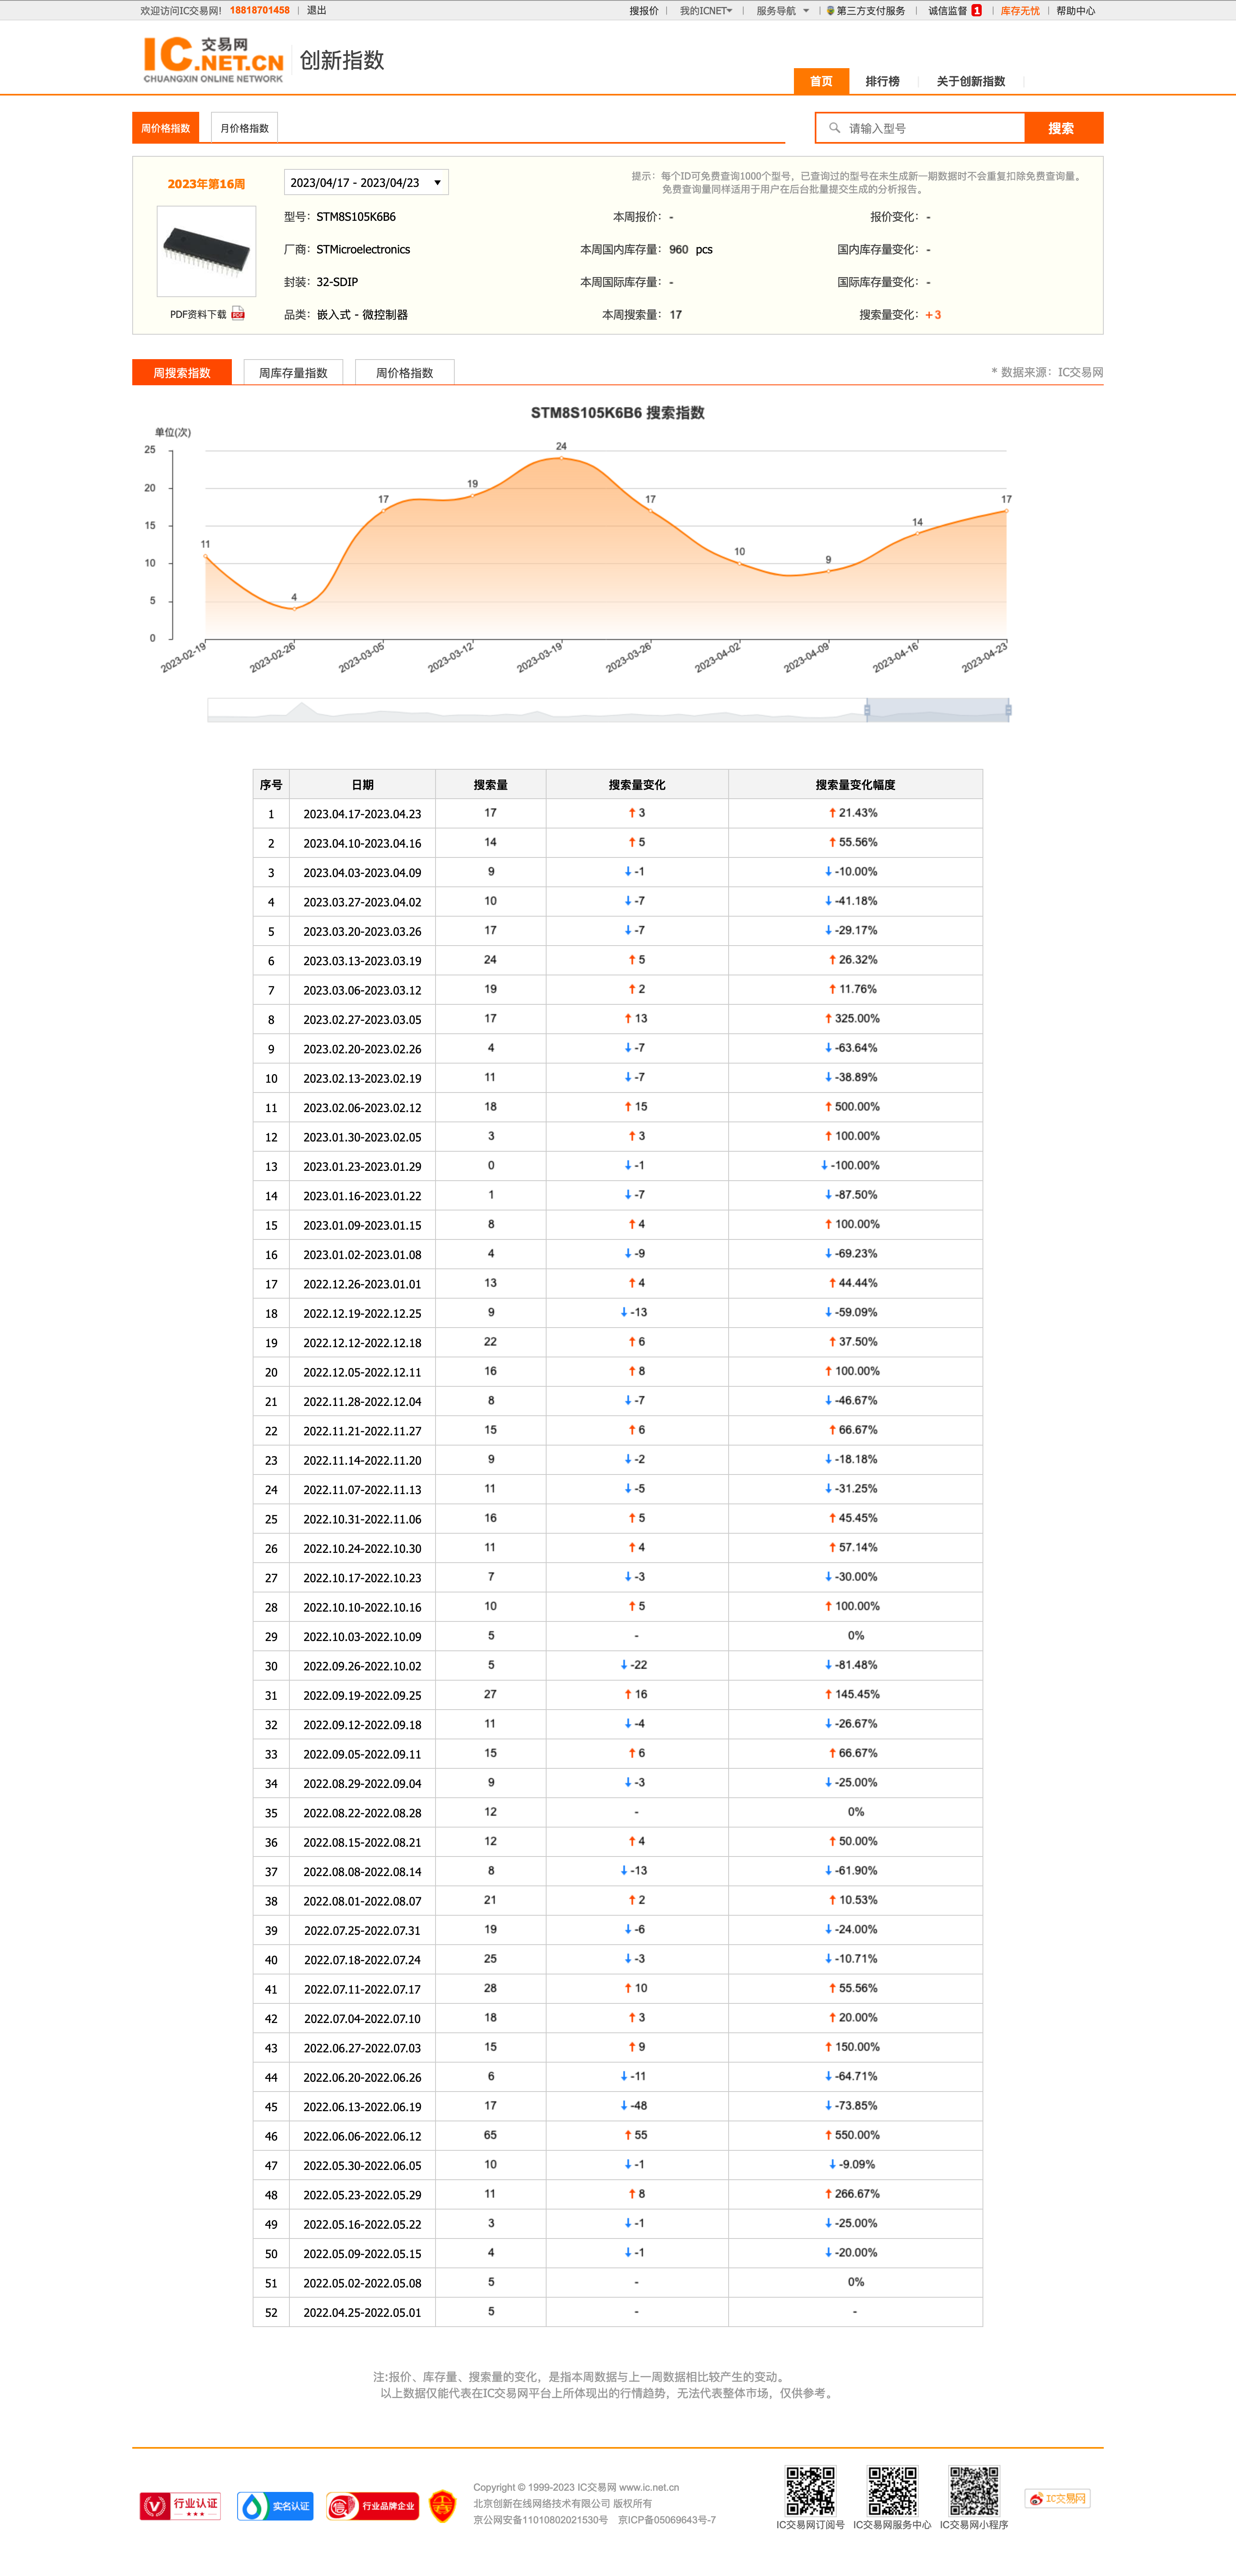 欢迎访问IC交易网! 18818701458 | 退出 搜报价 | 我的ICNET | 服务导航 | 第三方支付服务 | 诚信监督 1 | 库存无忧 | 帮助中心
IC 交易网
.NET.CN
CHUANGXIN ONLINE NETWORK
创新指数
首页 排行榜 关于创新指数
周价格指数 月价格指数 请输入型号 搜索
2023年第16周 2023/04/17 - 2023/04/23
提示：每个ID可免费查询1000个型号，已查询过的型号在未生成新一期数据时不会重复扣除免费查询量。
免费查询量同样适用于用户在后台批量提交生成的分析报告。
型号：STM8S105K6B6 本周报价：- 报价变化：-
厂商：STMicroelectronics 本周国内库存量：960 pcs 国内库存量变化：-
封装：32-SDIP 本周国际库存量：- 国际库存量变化：-
PDF资料下载 PDF 品类：嵌入式 - 微控制器 本周搜索量：17 搜索量变化：+3
周搜索指数 周库存量指数 周价格指数 * 数据来源：IC交易网
STM8S105K6B6 搜索指数
单位(次)
25
20
15
10
5
0
11 4 17 19 24 17 10 9 14 17
2023-02-19 2023-02-26 2023-03-05 2023-03-12 2023-03-19 2023-03-26 2023-04-02 2023-04-09 2023-04-16 2023-04-23
序号 日期 搜索量 搜索量变化 搜索量变化幅度
1 2023.04.17-2023.04.23 17 ↑ 3 ↑ 21.43%
2 2023.04.10-2023.04.16 14 ↑ 5 ↑ 55.56%
3 2023.04.03-2023.04.09 9 ↓ -1 ↓ -10.00%
4 2023.03.27-2023.04.02 10 ↓ -7 ↓ -41.18%
5 2023.03.20-2023.03.26 17 ↓ -7 ↓ -29.17%
6 2023.03.13-2023.03.19 24 ↑ 5 ↑ 26.32%
7 2023.03.06-2023.03.12 19 ↑ 2 ↑ 11.76%
8 2023.02.27-2023.03.05 17 ↑ 13 ↑ 325.00%
9 2023.02.20-2023.02.26 4 ↓ -7 ↓ -63.64%
10 2023.02.13-2023.02.19 11 ↓ -7 ↓ -38.89%
11 2023.02.06-2023.02.12 18 ↑ 15 ↑ 500.00%
12 2023.01.30-2023.02.05 3 ↑ 3 ↑ 100.00%
13 2023.01.23-2023.01.29 0 ↓ -1 ↓ -100.00%
14 2023.01.16-2023.01.22 1 ↓ -7 ↓ -87.50%
15 2023.01.09-2023.01.15 8 ↑ 4 ↑ 100.00%
16 2023.01.02-2023.01.08 4 ↓ -9 ↓ -69.23%
17 2022.12.26-2023.01.01 13 ↑ 4 ↑ 44.44%
18 2022.12.19-2022.12.25 9 ↓ -13 ↓ -59.09%
19 2022.12.12-2022.12.18 22 ↑ 6 ↑ 37.50%
20 2022.12.05-2022.12.11 16 ↑ 8 ↑ 100.00%
21 2022.11.28-2022.12.04 8 ↓ -7 ↓ -46.67%
22 2022.11.21-2022.11.27 15 ↑ 6 ↑ 66.67%
23 2022.11.14-2022.11.20 9 ↓ -2 ↓ -18.18%
24 2022.11.07-2022.11.13 11 ↓ -5 ↓ -31.25%
25 2022.10.31-2022.11.06 16 ↑ 5 ↑ 45.45%
26 2022.10.24-2022.10.30 11 ↑ 4 ↑ 57.14%
27 2022.10.17-2022.10.23 7 ↓ -3 ↓ -30.00%
28 2022.10.10-2022.10.16 10 ↑ 5 ↑ 100.00%
29 2022.10.03-2022.10.09 5 - 0%
30 2022.09.26-2022.10.02 5 ↓ -22 ↓ -81.48%
31 2022.09.19-2022.09.25 27 ↑ 16 ↑ 145.45%
32 2022.09.12-2022.09.18 11 ↓ -4 ↓ -26.67%
33 2022.09.05-2022.09.11 15 ↑ 6 ↑ 66.67%
34 2022.08.29-2022.09.04 9 ↓ -3 ↓ -25.00%
35 2022.08.22-2022.08.28 12 - 0%
36 2022.08.15-2022.08.21 12 ↑ 4 ↑ 50.00%
37 2022.08.08-2022.08.14 8 ↓ -13 ↓ -61.90%
38 2022.08.01-2022.08.07 21 ↑ 2 ↑ 10.53%
39 2022.07.25-2022.07.31 19 ↓ -6 ↓ -24.00%
40 2022.07.18-2022.07.24 25 ↓ -3 ↓ -10.71%
41 2022.07.11-2022.07.17 28 ↑ 10 ↑ 55.56%
42 2022.07.04-2022.07.10 18 ↑ 3 ↑ 20.00%
43 2022.06.27-2022.07.03 15 ↑ 9 ↑ 150.00%
44 2022.06.20-2022.06.26 6 ↓ -11 ↓ -64.71%
45 2022.06.13-2022.06.19 17 ↓ -48 ↓ -73.85%
46 2022.06.06-2022.06.12 65 ↑ 55 ↑ 550.00%
47 2022.05.30-2022.06.05 10 ↓ -1 ↓ -9.09%
48 2022.05.23-2022.05.29 11 ↑ 8 ↑ 266.67%
49 2022.05.16-2022.05.22 3 ↓ -1 ↓ -25.00%
50 2022.05.09-2022.05.15 4 ↓ -1 ↓ -20.00%
51 2022.05.02-2022.05.08 5 - 0%
52 2022.04.25-2022.05.01 5 - -
注:报价、库存量、搜索量的变化，是指本周数据与上一周数据相比较产生的变动。
以上数据仅能代表在IC交易网平台上所体现出的行情趋势，无法代表整体市场，仅供参考。
行业认证 实名认证 行业品牌企业
Copyright © 1999-2023 IC交易网 www.ic.net.cn
北京创新在线网络技术有限公司 版权所有
京公网安备11010802021530号 京ICP备05069643号-7
IC交易网订阅号 IC交易网服务中心 IC交易网小程序
IC交易网